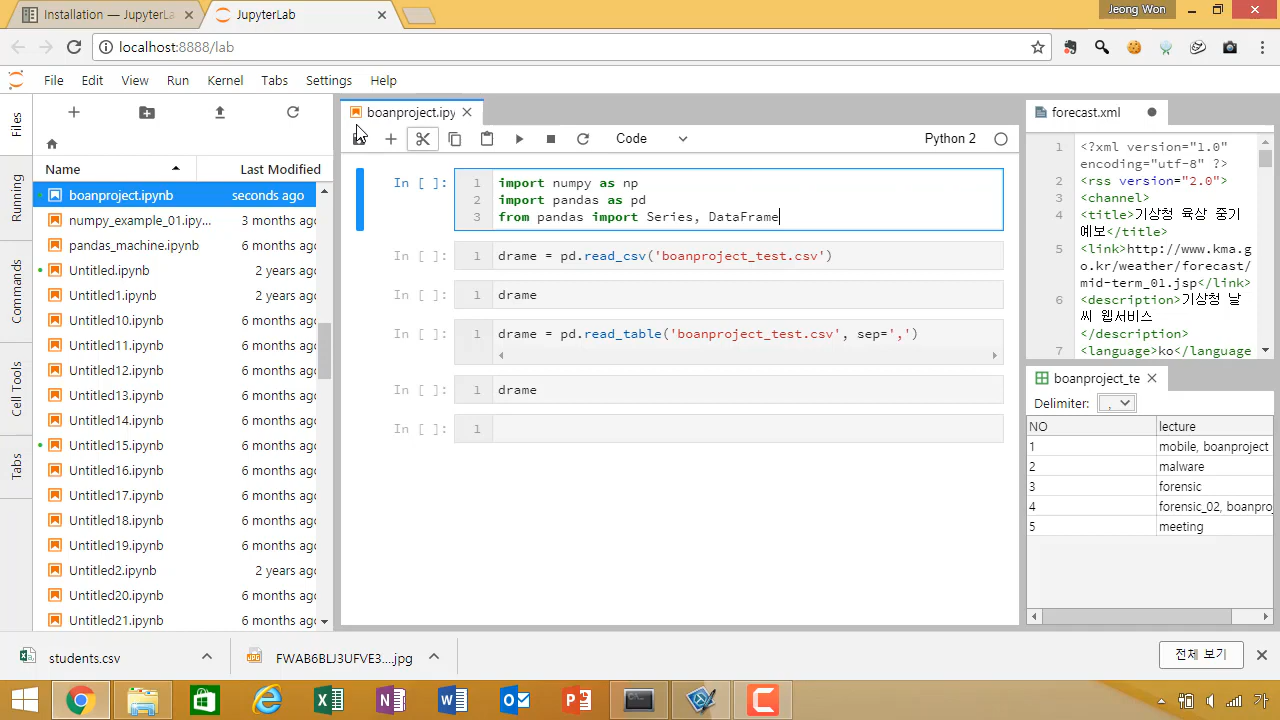 Installation — JupyterLa
JupyterLab
Jeong Won
localhost:8888/lab
File Edit View Run Kernel Tabs Settings Help
Files
Running
Commands
Cell Tools
Tabs
Name Last Modified
boanproject.ipynb seconds ago
numpy_example_01.ipy... 3 months ago
pandas_machine.ipynb 6 months ago
Untitled.ipynb 2 years ago
Untitled1.ipynb 2 years ago
Untitled10.ipynb 6 months ago
Untitled11.ipynb 6 months ago
Untitled12.ipynb 6 months ago
Untitled13.ipynb 6 months ago
Untitled14.ipynb 6 months ago
Untitled15.ipynb 6 months ago
Untitled16.ipynb 6 months ago
Untitled17.ipynb 6 months ago
Untitled18.ipynb 6 months ago
Untitled19.ipynb 6 months ago
Untitled2.ipynb 2 years ago
Untitled20.ipynb 6 months ago
Untitled21.ipynb 6 months ago
boanproject.ipy
Code
Python 2
In [ ]: 1 import numpy as np
2 import pandas as pd
3 from pandas import Series, DataFrame
In [ ]: 1 drame = pd.read_csv('boanproject_test.csv')
In [ ]: 1 drame
In [ ]: 1 drame = pd.read_table('boanproject_test.csv', sep=',')
In [ ]: 1 drame
In [ ]: 1
forecast.xml
1 <?xml version="1.0"
encoding="utf-8" ?>
2 <rss version="2.0">
3 <channel>
4 <title>기상청 육상 중기
예보</title>
5 <link>http://www.kma.g
o.kr/weather/forecast/
mid-term_01.jsp</link>
6 <description>기상청 날
씨 웹서비스
</description>
7 <language>ko</language
boanproject_te
Delimiter: ,
NO lecture
1 mobile, boanproject
2 malware
3 forensic
4 forensic_02, boanpro
5 meeting
students.csv
FWAB6BLJ3UFVE3....jpg
전체 보기